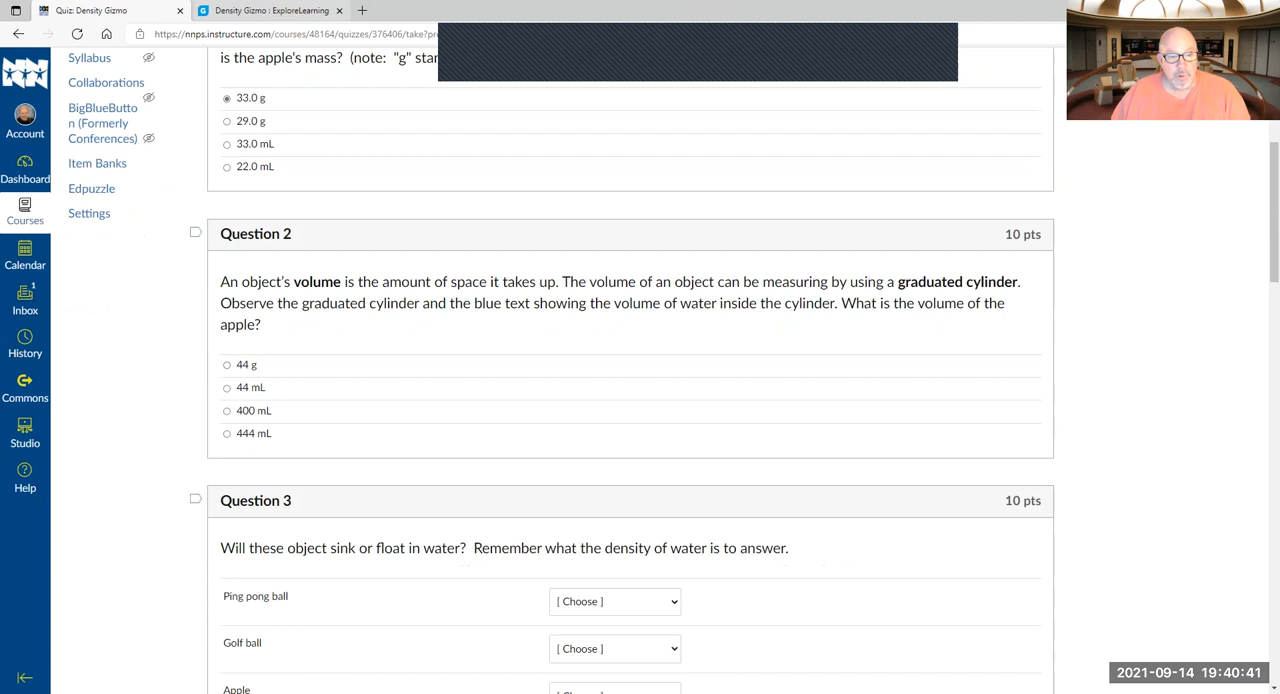 Quiz: Density Gizmo
Density Gizmo : ExploreLearning
https://nnps.instructure.com/courses/48164/quizzes/376406/take?pr
NN
Account
Dashboard
Courses
Calendar
1
Inbox
History
Commons
Studio
Help
Syllabus
Collaborations
BigBlueButto
n (Formerly
Conferences)
Item Banks
Edpuzzle
Settings
is the apple's mass? (note: "g" star
33.0 g
29.0 g
33.0 mL
22.0 mL
Question 2
10 pts
An object's volume is the amount of space it takes up. The volume of an object can be measuring by using a graduated cylinder.
Observe the graduated cylinder and the blue text showing the volume of water inside the cylinder. What is the volume of the
apple?
44 g
44 mL
400 mL
444 mL
Question 3
10 pts
Will these object sink or float in water? Remember what the density of water is to answer.
Ping pong ball
[ Choose ]
Golf ball
[ Choose ]
Apple
2021-09-14 19:40:41